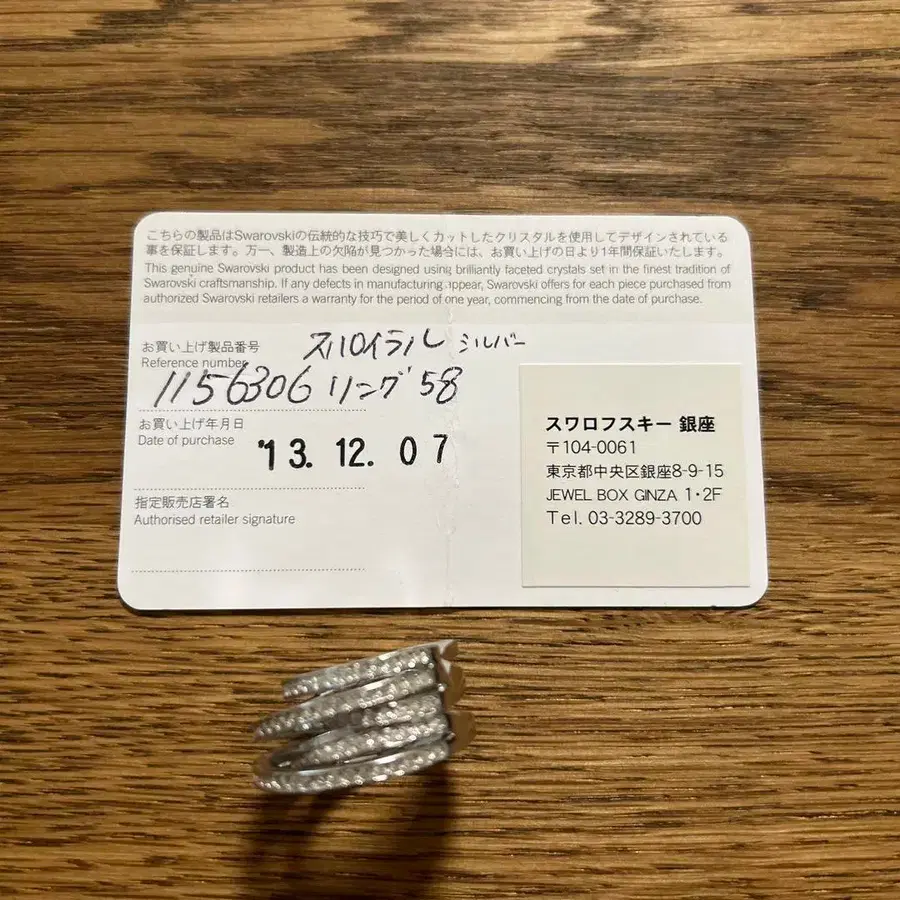 こちらの製品はSwarovskiの伝統的な技巧で美しくカットしたクリスタルを使用してデザインされている
事を保証します。万一、製造上の欠陥が見つかった場合には、お買い上げの日より1年間保証いたします。
This genuine Swarovski product has been designed using brilliantly faceted crystals set in the finest tradition of
Swarovski craftsmanship. If any defects in manufacturing appear, Swarovski offers for each piece purchased from
authorized Swarovski retailers a warranty for the period of one year, commencing from the date of purchase.
お買い上げ製品番号 スパイラル シルバー
Reference number
1156306 リング 58
お買い上げ年月日
Date of purchase
'13. 12. 07
指定販売店署名
Authorised retailer signature
スワロフスキー 銀座
〒104-0061
東京都中央区銀座8-9-15
JEWEL BOX GINZA 1・2F
Tel. 03-3289-3700